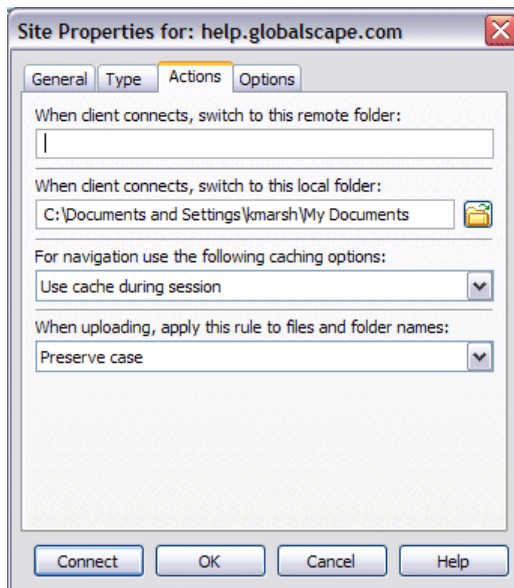 Site Properties for: help.globalscape.com
General Type Actions Options
When client connects, switch to this remote folder:
When client connects, switch to this local folder:
C:\Documents and Settings\kmarsh\My Documents
For navigation use the following caching options:
Use cache during session
When uploading, apply this rule to files and folder names:
Preserve case
Connect OK Cancel Help